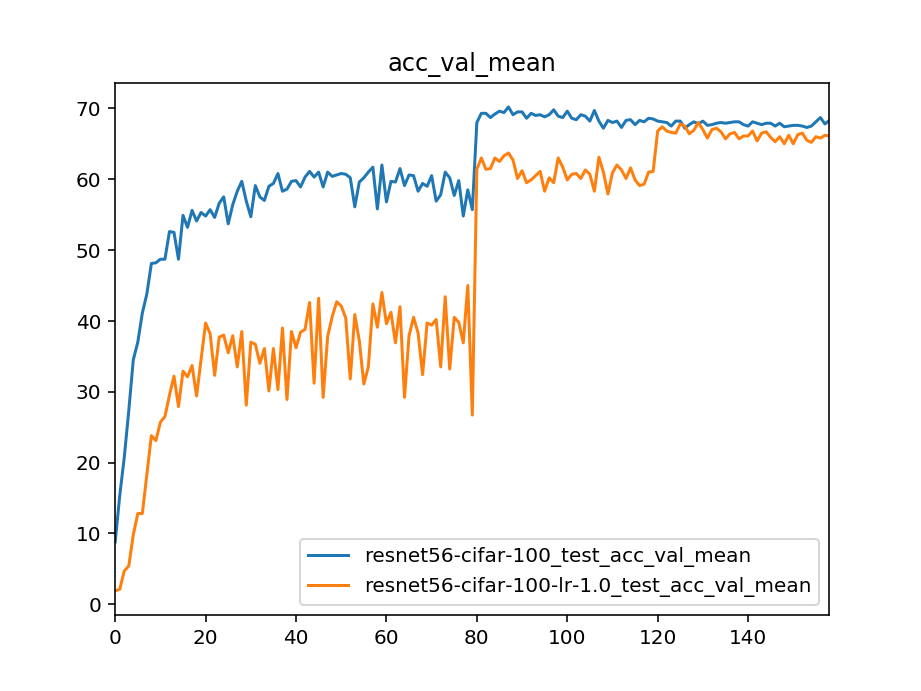 acc_val_mean
70
60
50
40
30
20
10
0
resnet56-cifar-100_test_acc_val_mean
resnet56-cifar-100-lr-1.0_test_acc_val_mean
0 20 40 60 80 100 120 140